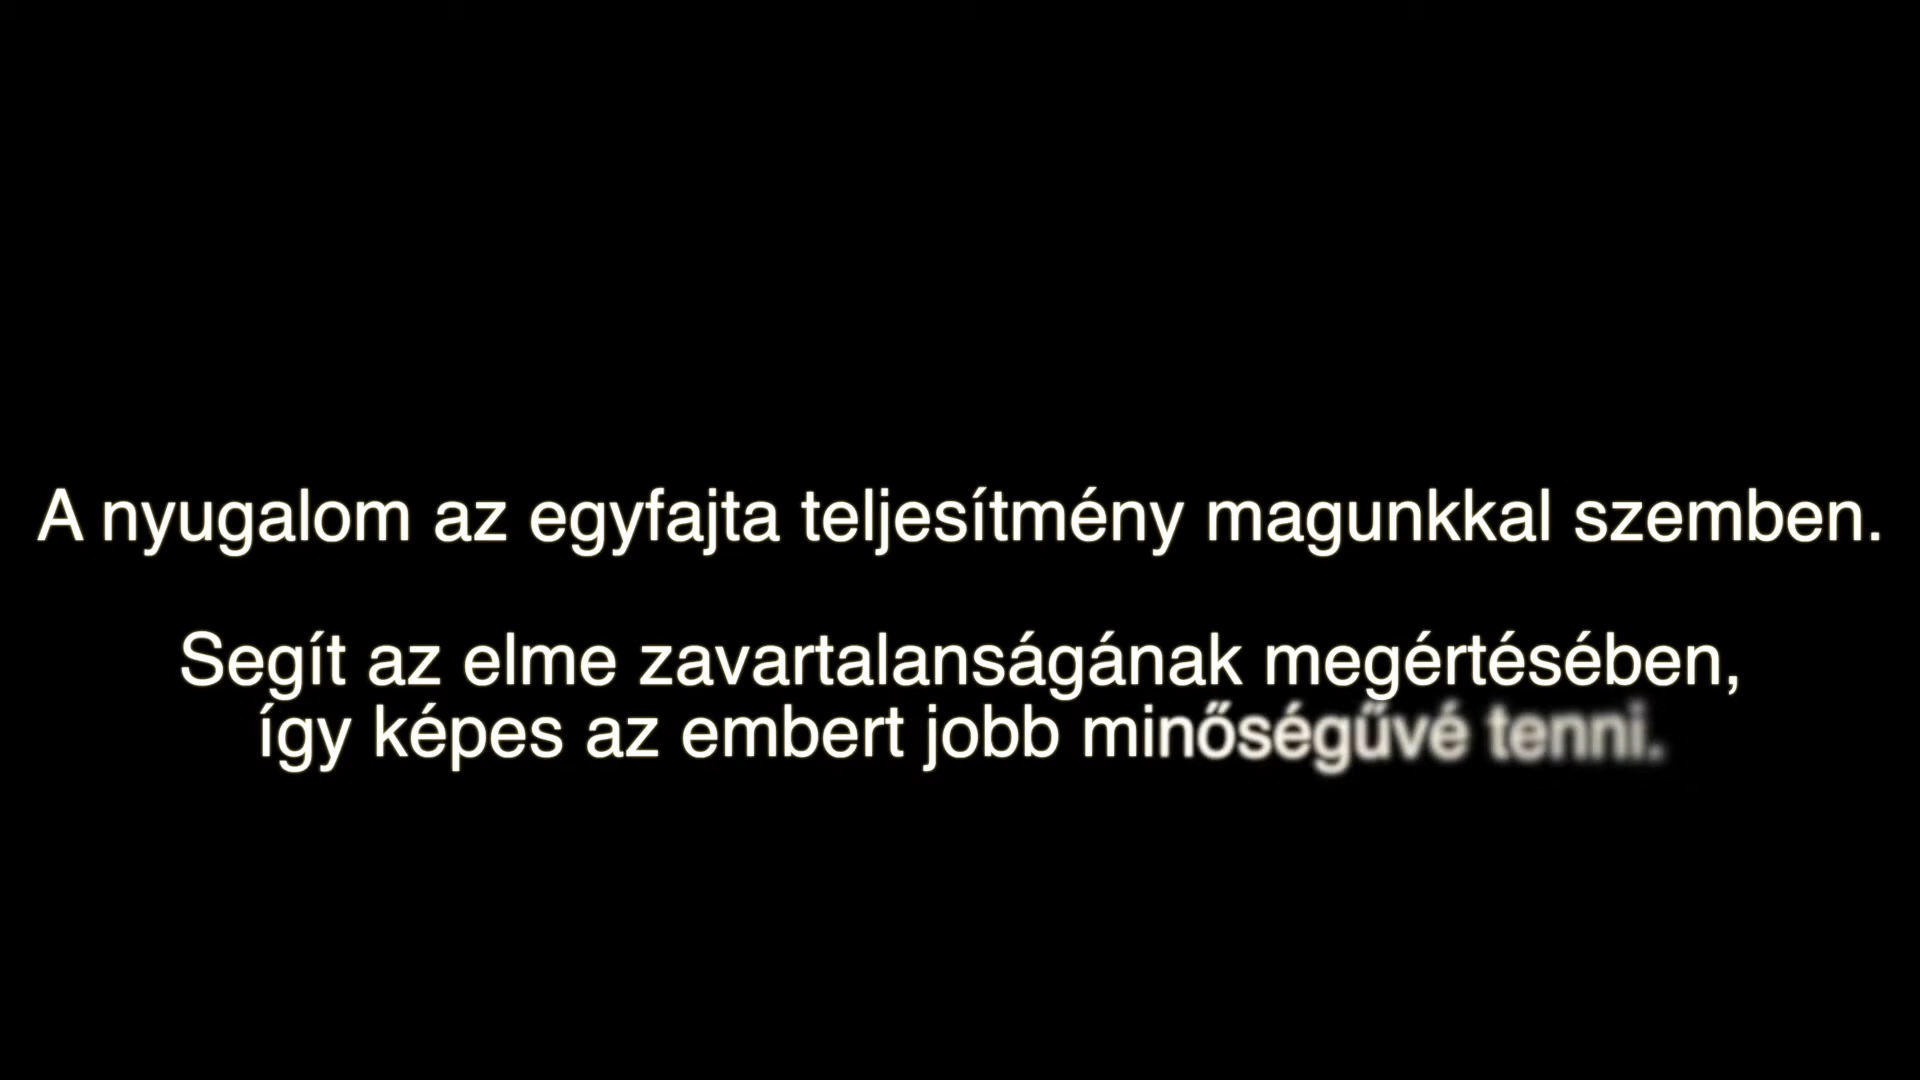 A nyugalom az egyfajta teljesítmény magunkkal szemben.
Segít az elme zavartalanságának megértésében,
így képes az embert jobb minőségűvé tenni.